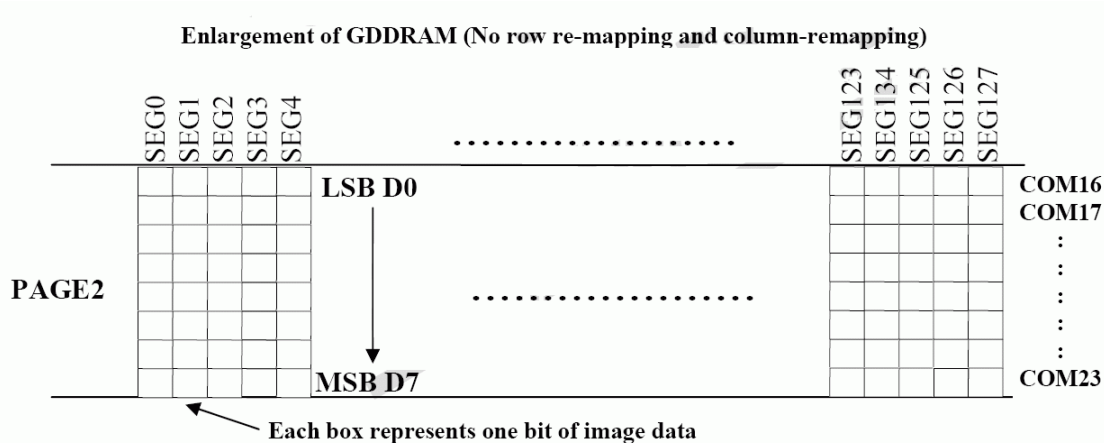 Enlargement of GDDRAM (No row re-mapping and column-remapping)
SEG0
SEG1
SEG2
SEG3
SEG4
SEG123
SEG134
SEG125
SEG126
SEG127
..................
LSB D0
COM16
COM17
:
:
PAGE2
....................
:
:
:
MSB D7
COM23
Each box represents one bit of image data